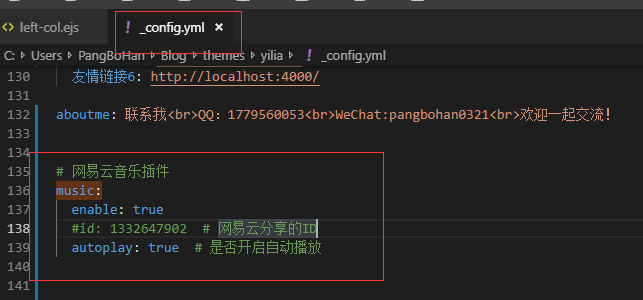 left-col.ejs ! _config.yml ×
C: > Users > PangBoHan > Blog > themes > yilia > ! _config.yml
130 友情链接6: http://localhost:4000/
131
132 aboutme: 联系我<br>QQ: 1779560053<br>WeChat:pangbohan0321<br>欢迎一起交流!
133
134
135 # 网易云音乐插件
136 music:
137 enable: true
138 #id: 1332647902 # 网易云分享的ID
139 autoplay: true # 是否开启自动播放
140
141